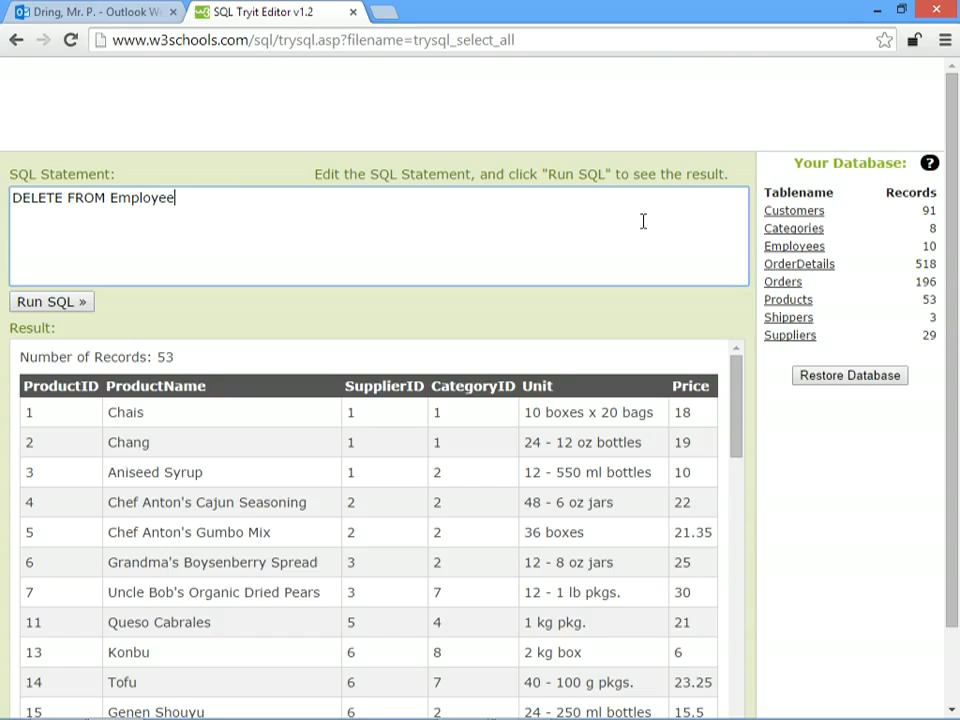 Dring, Mr. P. - Outlook W
SQL Tryit Editor v1.2
www.w3schools.com/sql/trysql.asp?filename=trysql_select_all
SQL Statement:
Edit the SQL Statement, and click "Run SQL" to see the result.
DELETE FROM Employee
Run SQL »
Result:
Number of Records: 53
ProductID ProductName SupplierID CategoryID Unit Price
1 Chais 1 1 10 boxes x 20 bags 18
2 Chang 1 1 24 - 12 oz bottles 19
3 Aniseed Syrup 1 2 12 - 550 ml bottles 10
4 Chef Anton's Cajun Seasoning 2 2 48 - 6 oz jars 22
5 Chef Anton's Gumbo Mix 2 2 36 boxes 21.35
6 Grandma's Boysenberry Spread 3 2 12 - 8 oz jars 25
7 Uncle Bob's Organic Dried Pears 3 7 12 - 1 lb pkgs. 30
11 Queso Cabrales 5 4 1 kg pkg. 21
13 Konbu 6 8 2 kg box 6
14 Tofu 6 7 40 - 100 g pkgs. 23.25
15 Genen Shouyu 6 2 24 - 250 ml bottles 15.5
Your Database: ?
Tablename Records
Customers 91
Categories 8
Employees 10
OrderDetails 518
Orders 196
Products 53
Shippers 3
Suppliers 29
Restore Database